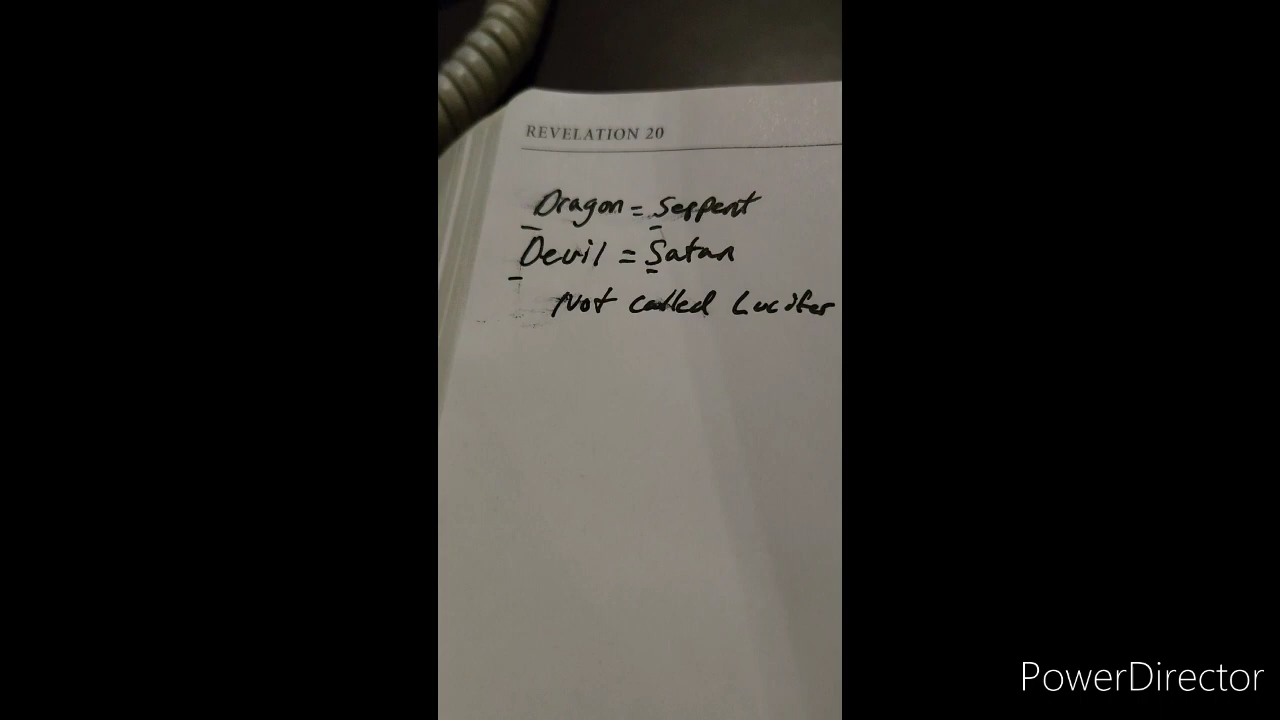 REVELATION 20
Dragon = Serpent
Devil = Satan
Not called Lucifer
PowerDirector